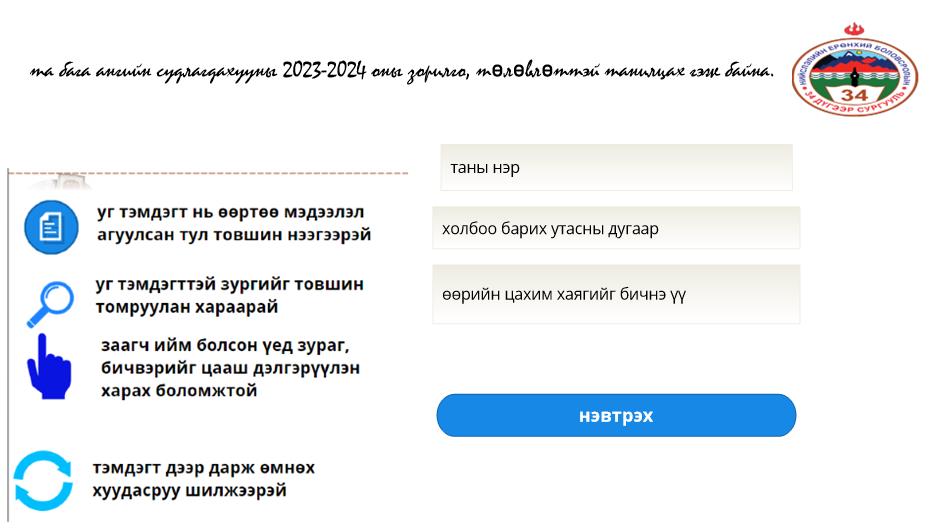 та бага ангийн судлагдахууны 2023-2024 оны зорилго, төлөвлөттэй танилцах гэж байна.
НИЙСЛЭЛИЙН ЕРӨНХИЙ БОЛОВСРОЛЫН
34
34 ДҮГЭЭР СУРГУУЛЬ
таны нэр
холбоо барих утасны дугаар
өөрийн цахим хаягийг бичнэ үү
нэвтрэх
уг тэмдэгт нь өөртөө мэдээлэл
агуулсан тул товшин нээгээрэй
уг тэмдэгттэй зургийг товшин
томруулан хараарай
заагч ийм болсон үед зураг,
бичвэрийг цааш дэлгэрүүлэн
харах боломжтой
тэмдэгт дээр дарж өмнөх
хуудасруу шилжээрэй